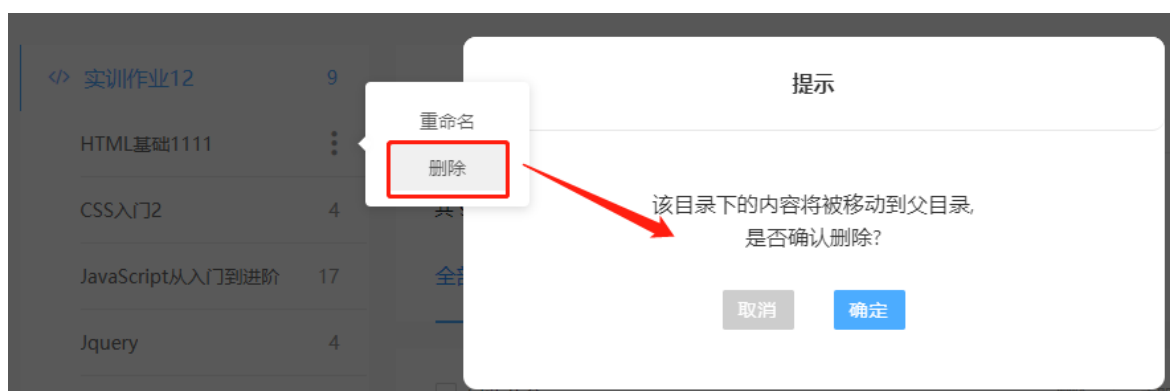 </> 实训作业12 9
HTML基础1111
CSS入门2 4
JavaScript从入门到进阶 17
Jquery 4
重命名
删除
共
全部
提示
该目录下的内容将被移动到父目录,
是否确认删除?
取消 确定